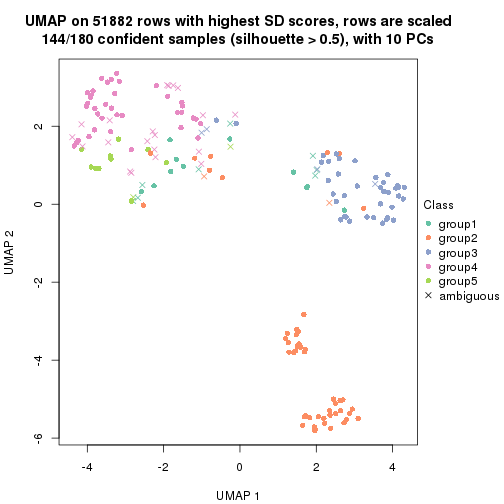 UMAP on 51882 rows with highest SD scores, rows are scaled
144/180 confident samples (silhouette > 0.5), with 10 PCs
2
0
-2
-4
-6
UMAP 2
-4
-2
0
2
4
UMAP 1
Class
group1
group2
group3
group4
group5
ambiguous